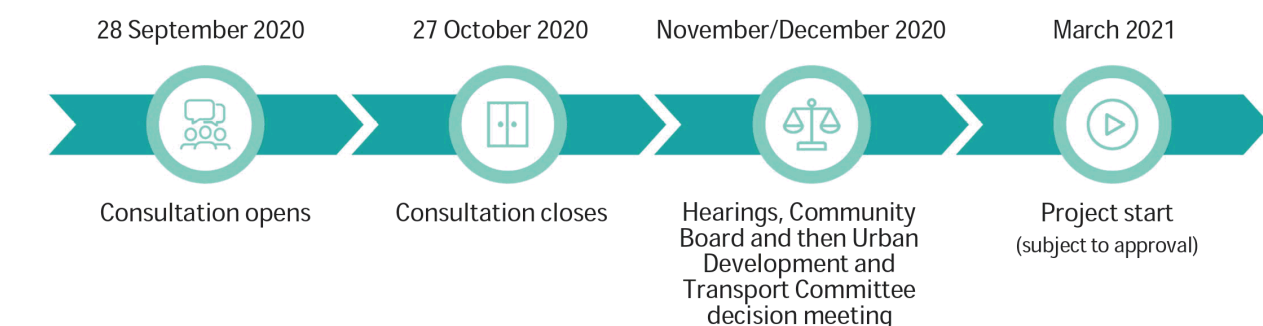 28 September 2020
27 October 2020
November/December 2020
March 2021
Consultation opens
Consultation closes
Hearings, Community
Board and then Urban
Development and
Transport Committee
decision meeting
Project start
(subject to approval)